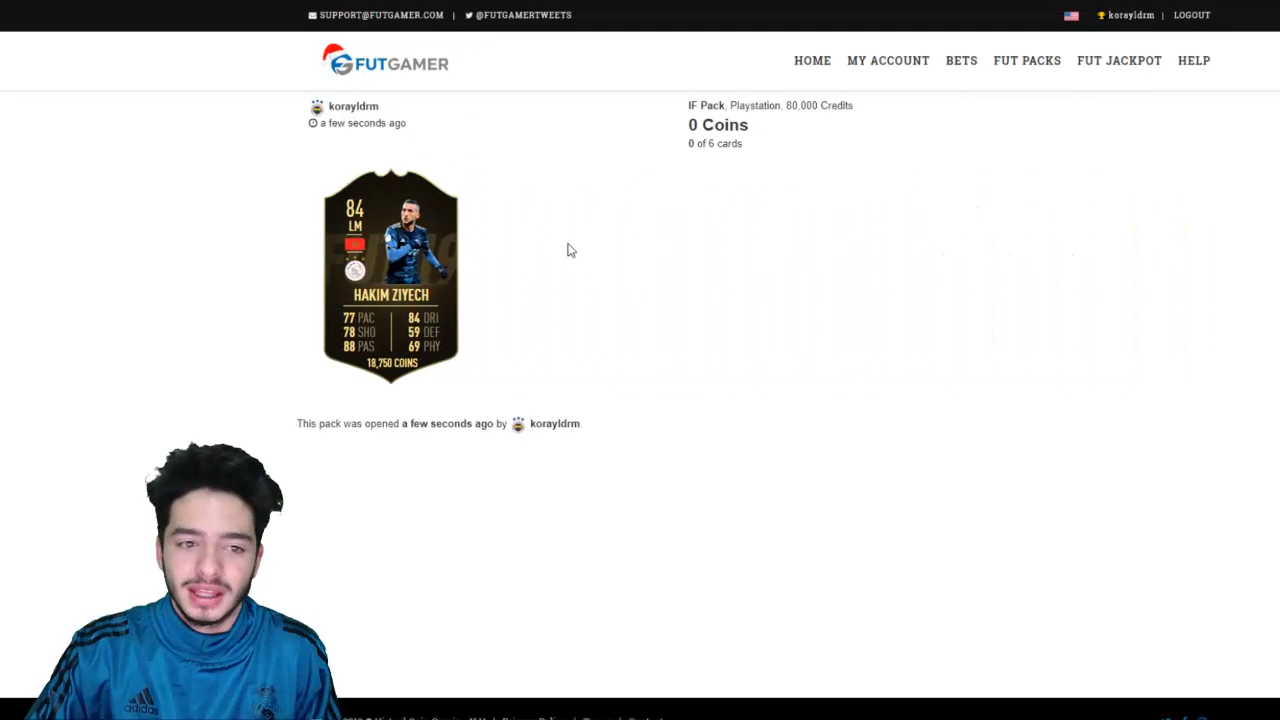 SUPPORT@FUTGAMER.COM | @FUTGAMERTWEETS korayldrm | LOGOUT
FUTGAMER HOME MY ACCOUNT BETS FUT PACKS FUT JACKPOT HELP
korayldrm
a few seconds ago
IF Pack, Playstation, 80,000 Credits
0 Coins
0 of 6 cards
84
LM
HAKIM ZIYECH
77 PAC 84 DRI
78 SHO 59 DEF
88 PAS 69 PHY
18,750 COINS
This pack was opened a few seconds ago by korayldrm.
adidas